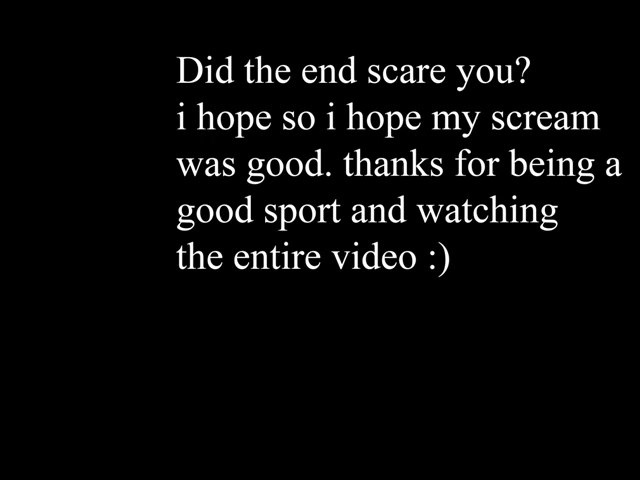 Did the end scare you?
i hope so i hope my scream
was good. thanks for being a
good sport and watching
the entire video :)